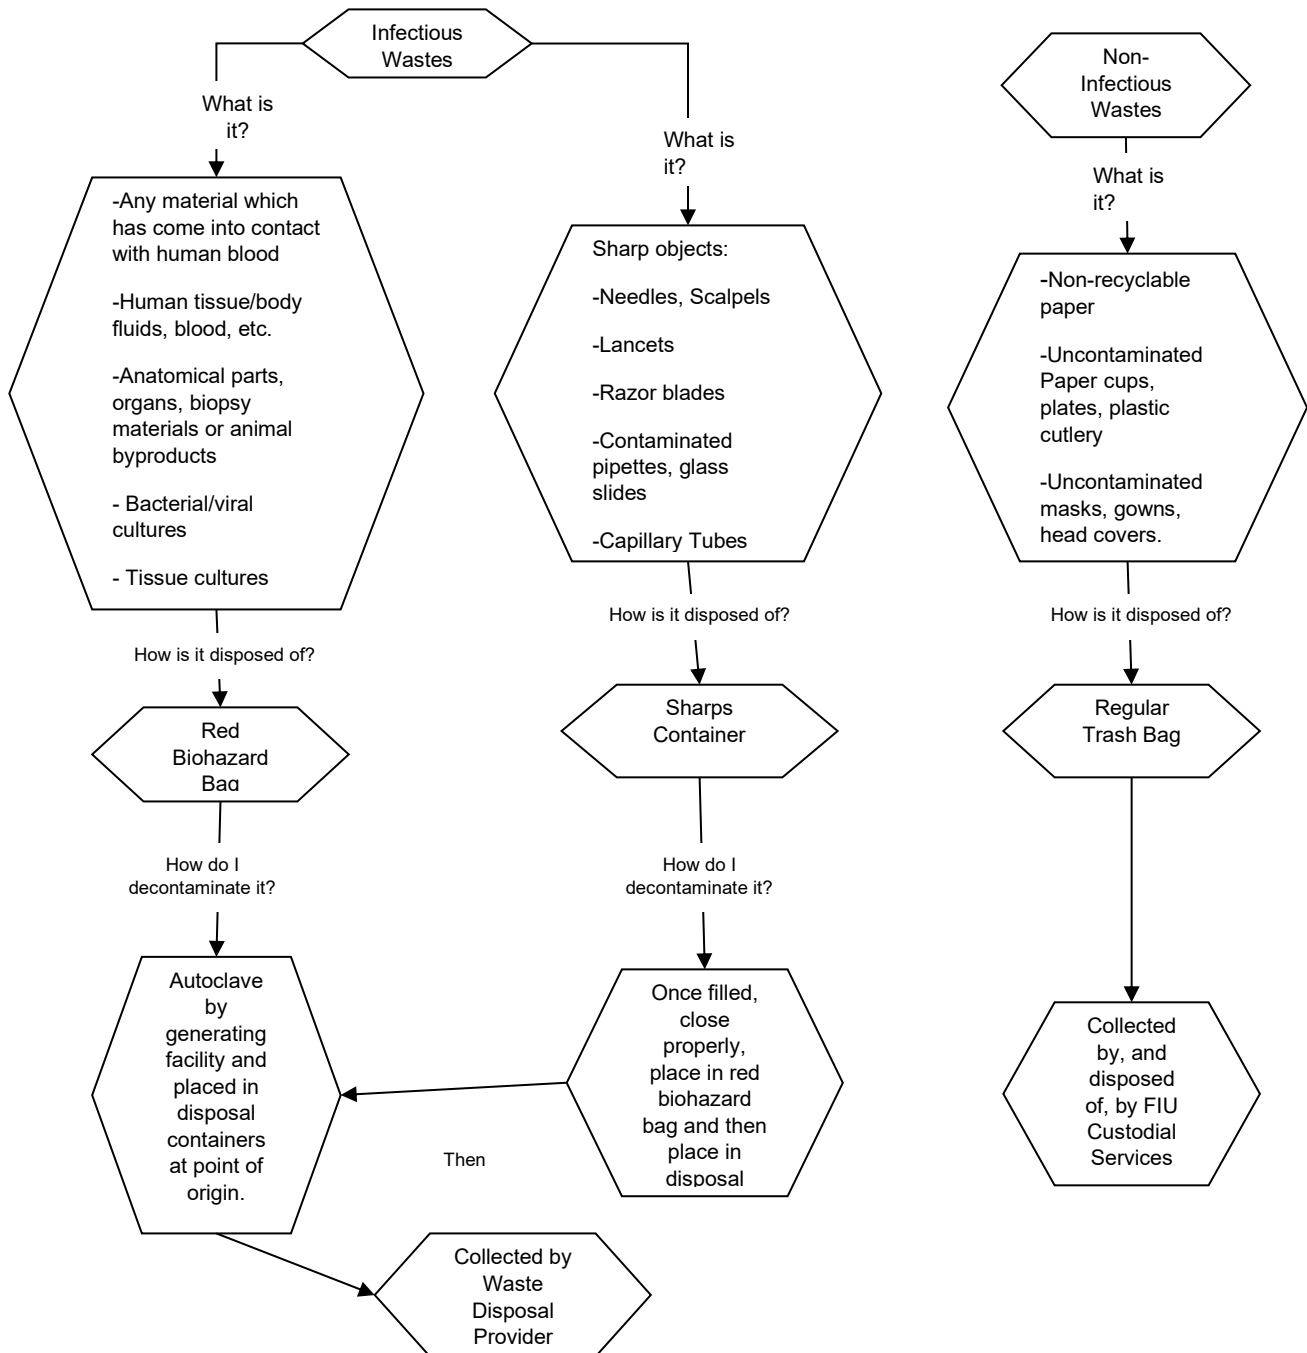 Infectious
Wastes
What is
it?
-Any material which
has come into contact
with human blood
-Human tissue/body
fluids, blood, etc.
-Anatomical parts,
organs, biopsy
materials or animal
byproducts
- Bacterial/viral
cultures
- Tissue cultures
How is it disposed of?
Red
Biohazard
Bag
How do I
decontaminate it?
Autoclave
by
generating
facility and
placed in
disposal
containers
at point of
origin.
What is
it?
Sharp objects:
-Needles, Scalpels
-Lancets
-Razor blades
-Contaminated
pipettes, glass
slides
-Capillary Tubes
How is it disposed of?
Sharps
Container
How do I
decontaminate it?
Once filled,
close
properly,
place in red
biohazard
bag and then
place in
disposal
Then
Collected by
Waste
Disposal
Provider
Non-
Infectious
Wastes
What is
it?
-Non-recyclable
paper
-Uncontaminated
Paper cups,
plates, plastic
cutlery
-Uncontaminated
masks, gowns,
head covers.
How is it disposed of?
Regular
Trash Bag
Collected
by, and
disposed
of, by FIU
Custodial
Services